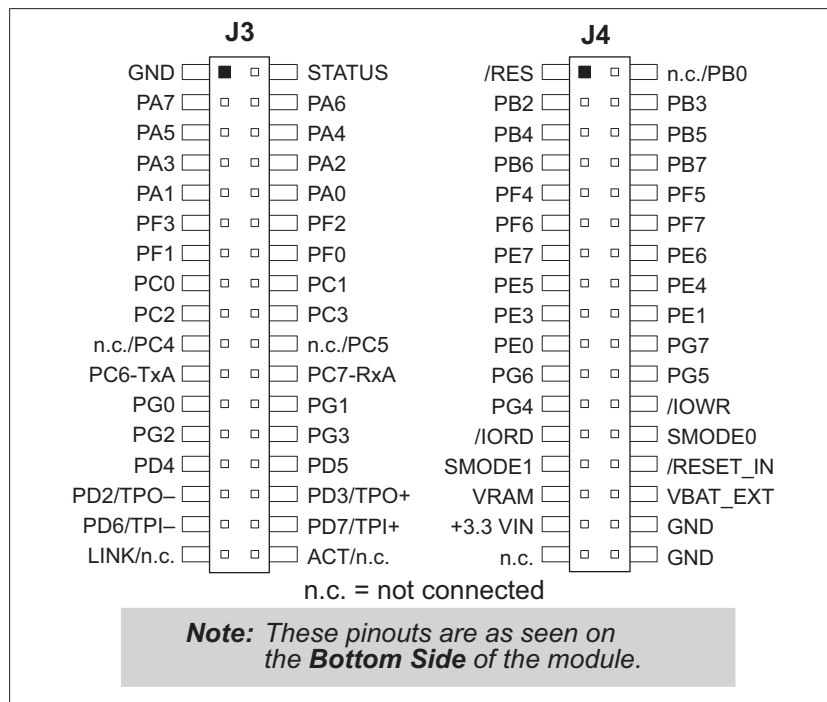 J3 J4
GND STATUS /RES n.c./PB0
PA7 PA6 PB2 PB3
PA5 PA4 PB4 PB5
PA3 PA2 PB6 PB7
PA1 PA0 PF4 PF5
PF3 PF2 PF6 PF7
PF1 PF0 PE7 PE6
PC0 PC1 PE5 PE4
PC2 PC3 PE3 PE1
n.c./PC4 n.c./PC5 PE0 PG7
PC6-TxA PC7-RxA PG6 PG5
PG0 PG1 PG4 /IOWR
PG2 PG3 /IORD SMODE0
PD4 PD5 SMODE1 /RESET_IN
PD2/TPO– PD3/TPO+ VRAM VBAT_EXT
PD6/TPI– PD7/TPI+ +3.3 VIN GND
LINK/n.c. ACT/n.c. n.c. GND
n.c. = not connected
Note: These pinouts are as seen on
the Bottom Side of the module.